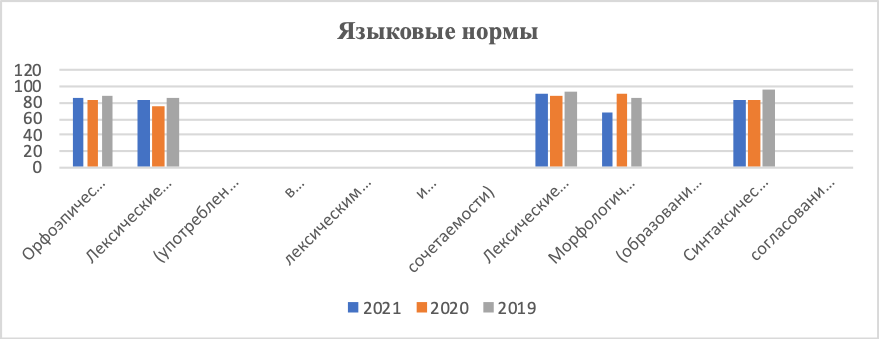 Языковые нормы
120
100
80
60
40
20
0
Орфоэпичес…
Лексические…
(употреблен…
в…
лексическим…
и…
сочетаемости)
Лексические…
Морфологич…
(образовани…
Синтаксичес…
согласовани…
2021 2020 2019